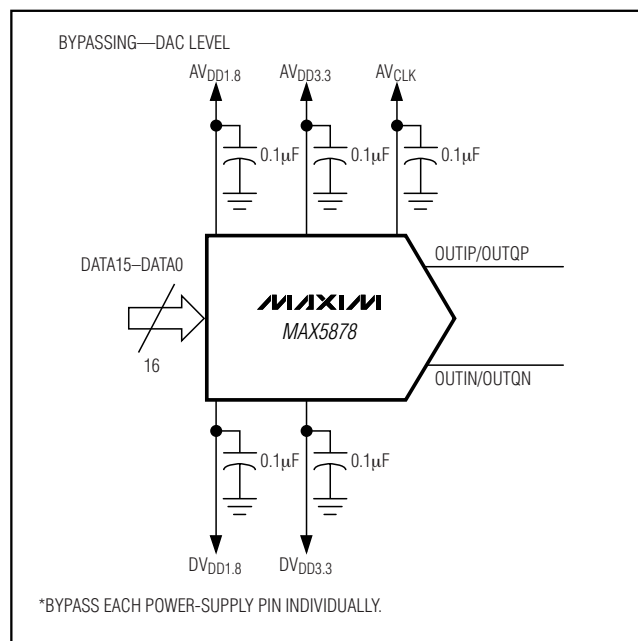 BYPASSING—DAC LEVEL
AVDD1.8 AVDD3.3 AVCLK
0.1µF 0.1µF 0.1µF
OUTIP/OUTQP
DATA15–DATA0
MAXIM
MAX5878
16
OUTIN/OUTQN
0.1µF 0.1µF
DVDD1.8 DVDD3.3
*BYPASS EACH POWER-SUPPLY PIN INDIVIDUALLY.